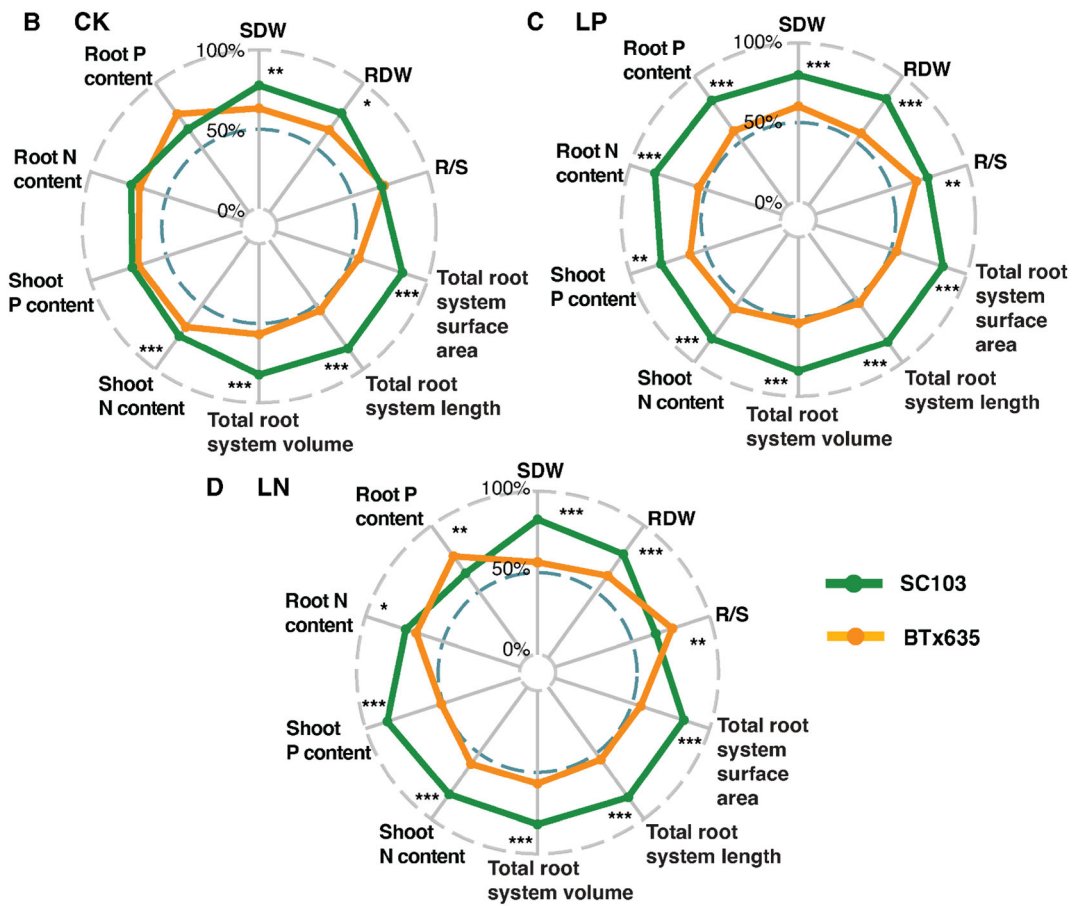 B CK
SDW
100%
Root P
content
RDW
**
*
50%
Root N
content
R/S
0%
Shoot
P content
***
Total root
system
surface
area
***
Shoot
N content
***
Total root
system volume
***
Total root
system length
C LP
SDW
100%
Root P
content
RDW
***
***
***
50%
Root N
content
***
R/S
**
0%
Shoot
P content
**
***
Total root
system
surface
area
***
Shoot
N content
***
Total root
system volume
***
Total root
system length
D LN
SDW
100%
Root P
content
RDW
**
***
***
50%
Root N
content
*
R/S
**
0%
Shoot
P content
***
***
Total root
system
surface
area
***
Shoot
N content
***
Total root
system volume
***
Total root
system length
SC103
BTx635